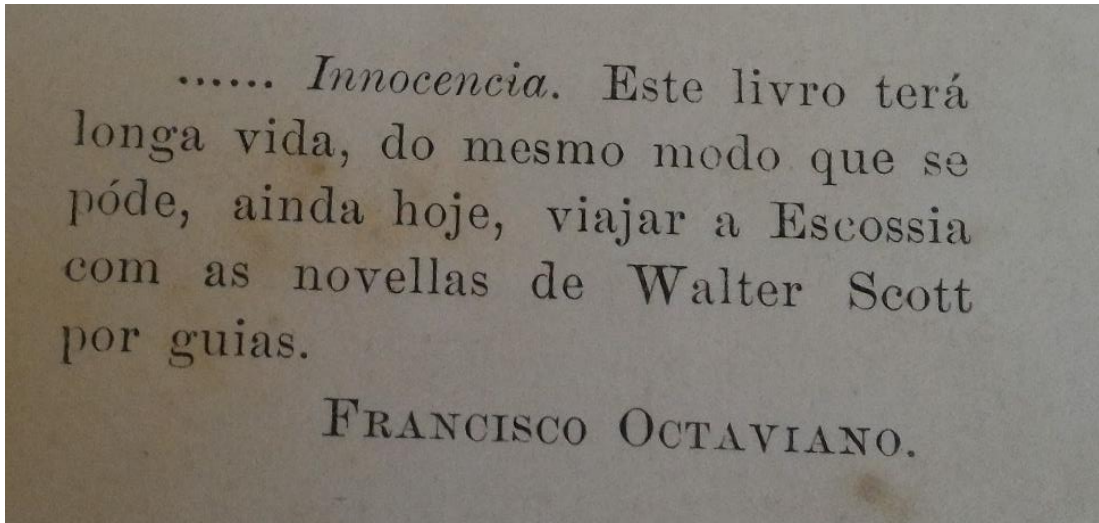 ...... Innocencia. Este livro terá
longa vida, do mesmo modo que se
póde, ainda hoje, viajar a Escossia
com as novellas de Walter Scott
por guias.
FRANCISCO OCTAVIANO.